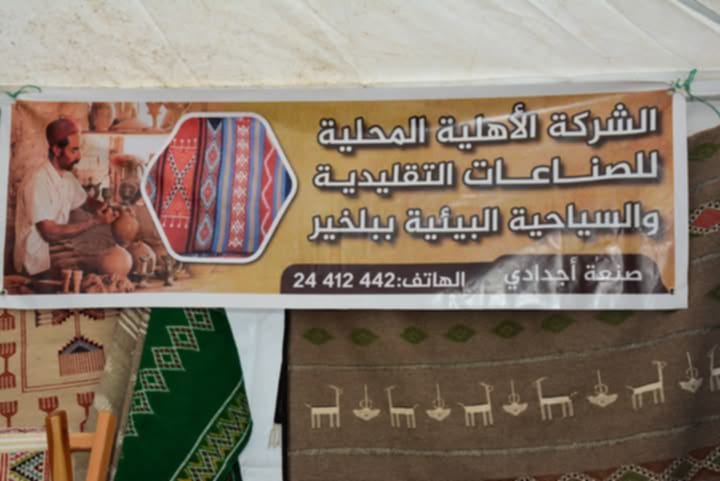 الشركة الأهلية المحلية
للصناعات التقليدية
والسياحية البيئية ببلخير
صنعة أجدادي
الهاتف:442 412 24